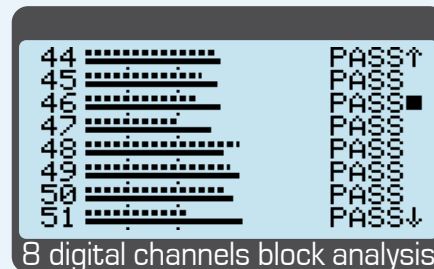 44 PASS↑
45 PASS
46 PASS■
47 PASS
48 PASS
49 PASS
50 PASS
51 PASS↓
8 digital channels block analysis